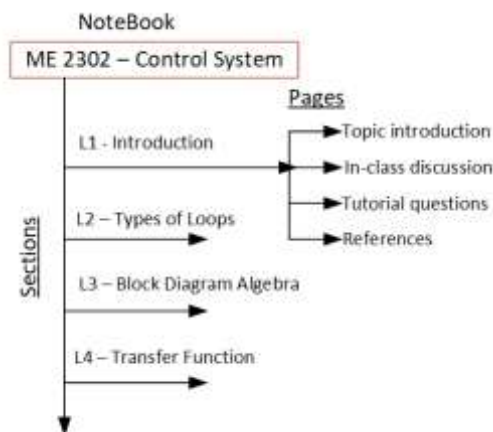 NoteBook
ME 2302 – Control System
Pages
L1 - Introduction
Topic introduction
In-class discussion
Tutorial questions
References
Sections
L2 – Types of Loops
L3 – Block Diagram Algebra
L4 – Transfer Function